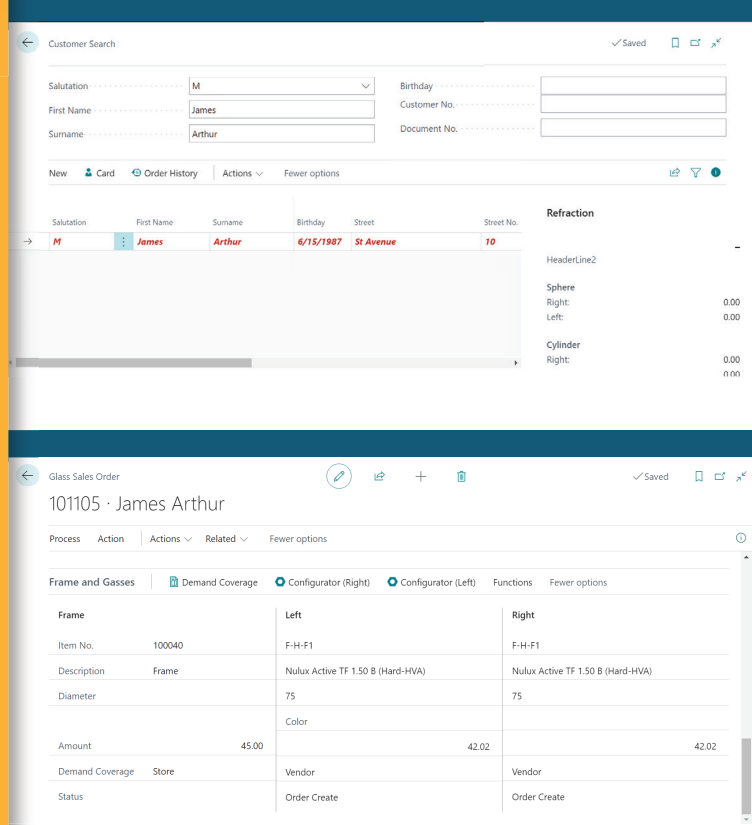 Customer Search
Saved
Salutation M
Birthday
First Name James
Customer No.
Surname Arthur
Document No.
New Card Order History Actions Fewer options
Salutation First Name Surname Birthday Street Street No.
M James Arthur 6/15/1987 St Avenue 10
Refraction
HeaderLine2
Sphere
Right: 0.00
Left: 0.00
Cylinder
Right: 0.00
0.00
Glass Sales Order
Saved
101105 · James Arthur
Process Action Actions Related Fewer options
Frame and Gasses Demand Coverage Configurator (Right) Configurator (Left) Functions Fewer options
Frame Left Right
Item No. 100040 F-H-F1 F-H-F1
Description Frame Nulux Active TF 1.50 B (Hard-HVA) Nulux Active TF 1.50 B (Hard-HVA)
Diameter 75 75
Color
Amount 45.00 42.02 42.02
Demand Coverage Store Vendor Vendor
Status Order Create Order Create